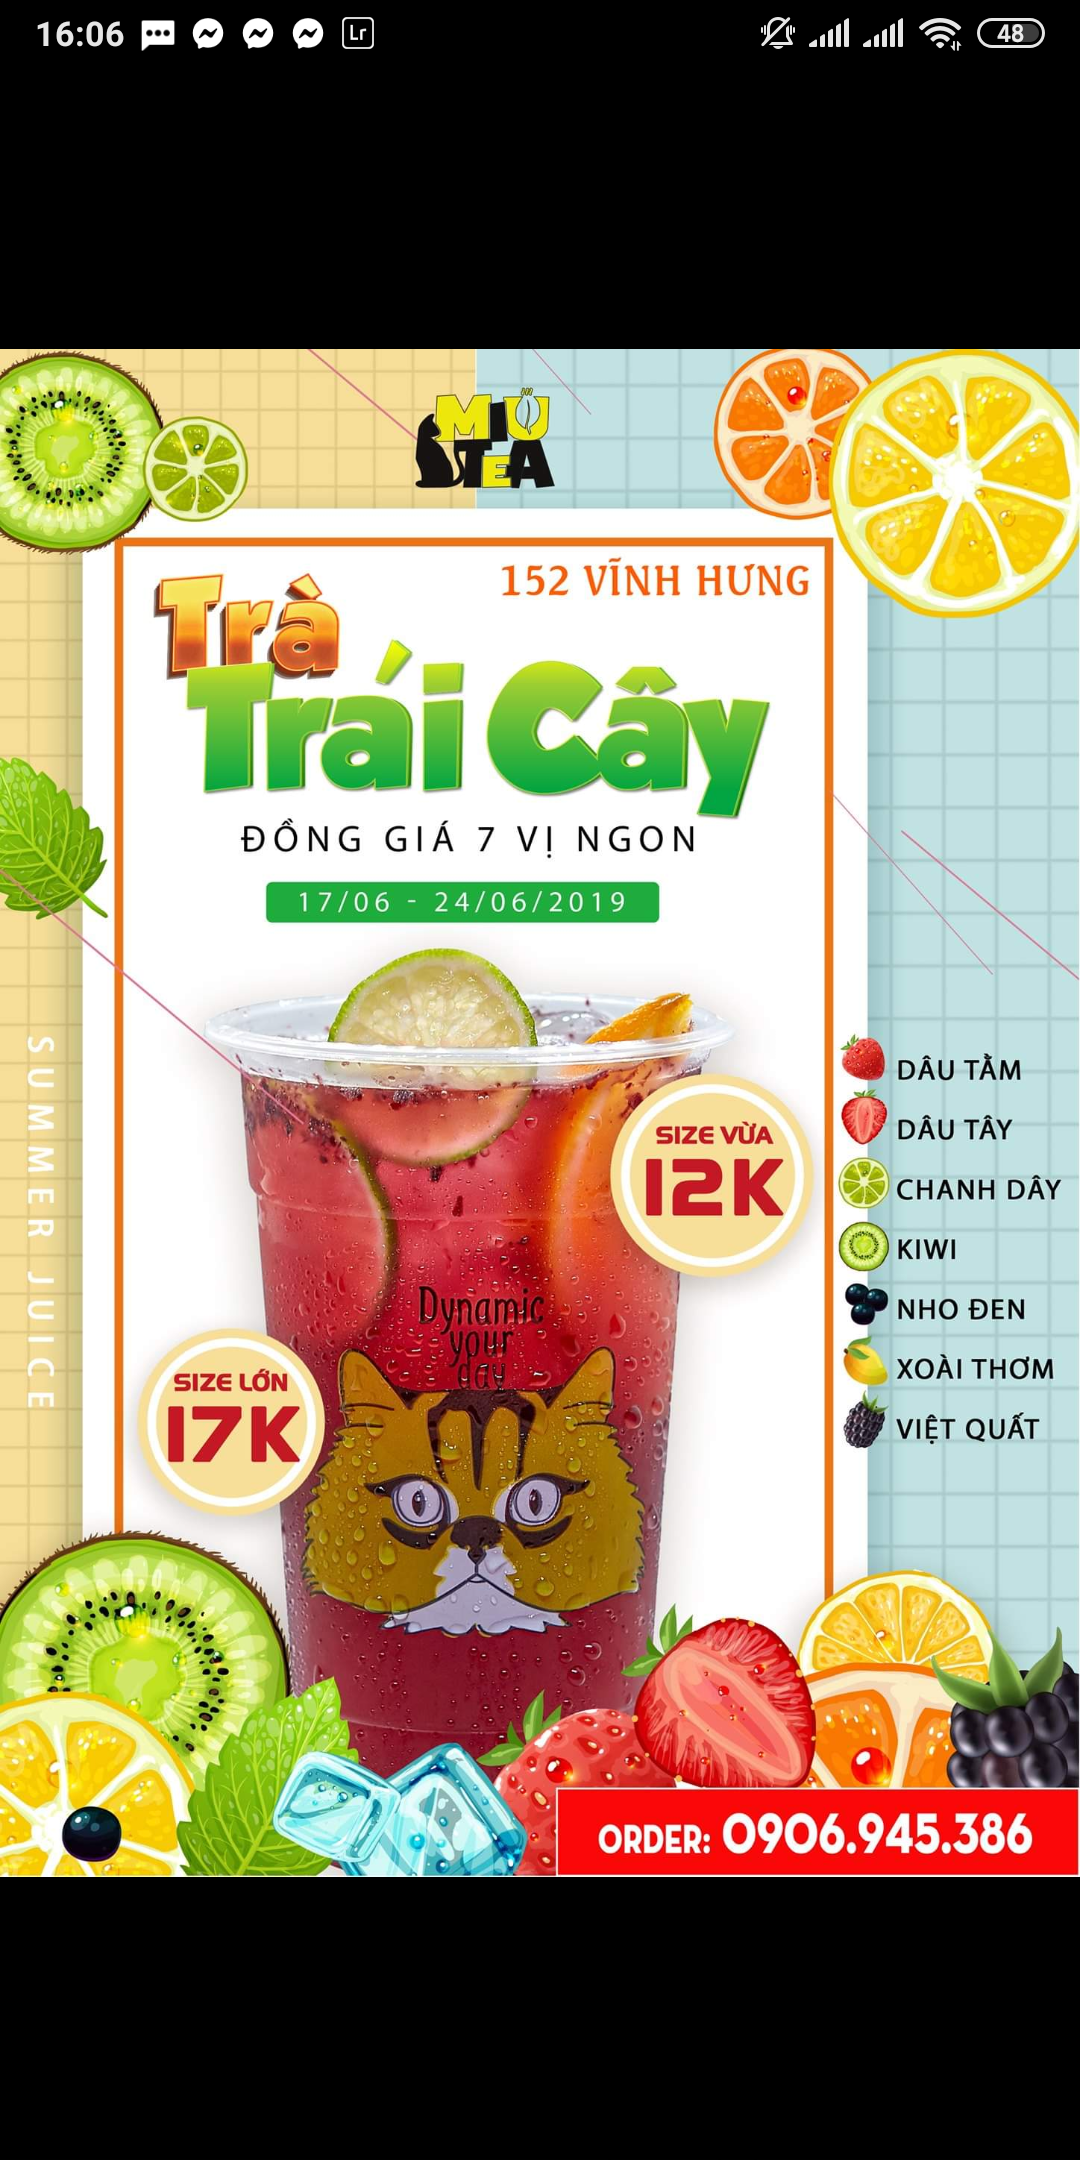 16:06
Lr
48
MIU
TEA
152 VĨNH HƯNG
Trà
Trái Cây
ĐỒNG GIÁ 7 VỊ NGON
17/06 - 24/06/2019
SUMMER JUICE
SIZE VỪA
12K
SIZE LỚN
17K
Dynamic
your
day
DÂU TẰM
DÂU TÂY
CHANH DÂY
KIWI
NHO ĐEN
XOÀI THƠM
VIỆT QUẤT
ORDER: 0906.945.386